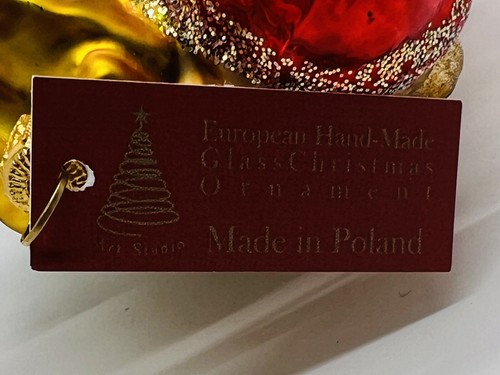 European Hand-Made
Glass Christmas
Ornament
Art Studio
Made in Poland